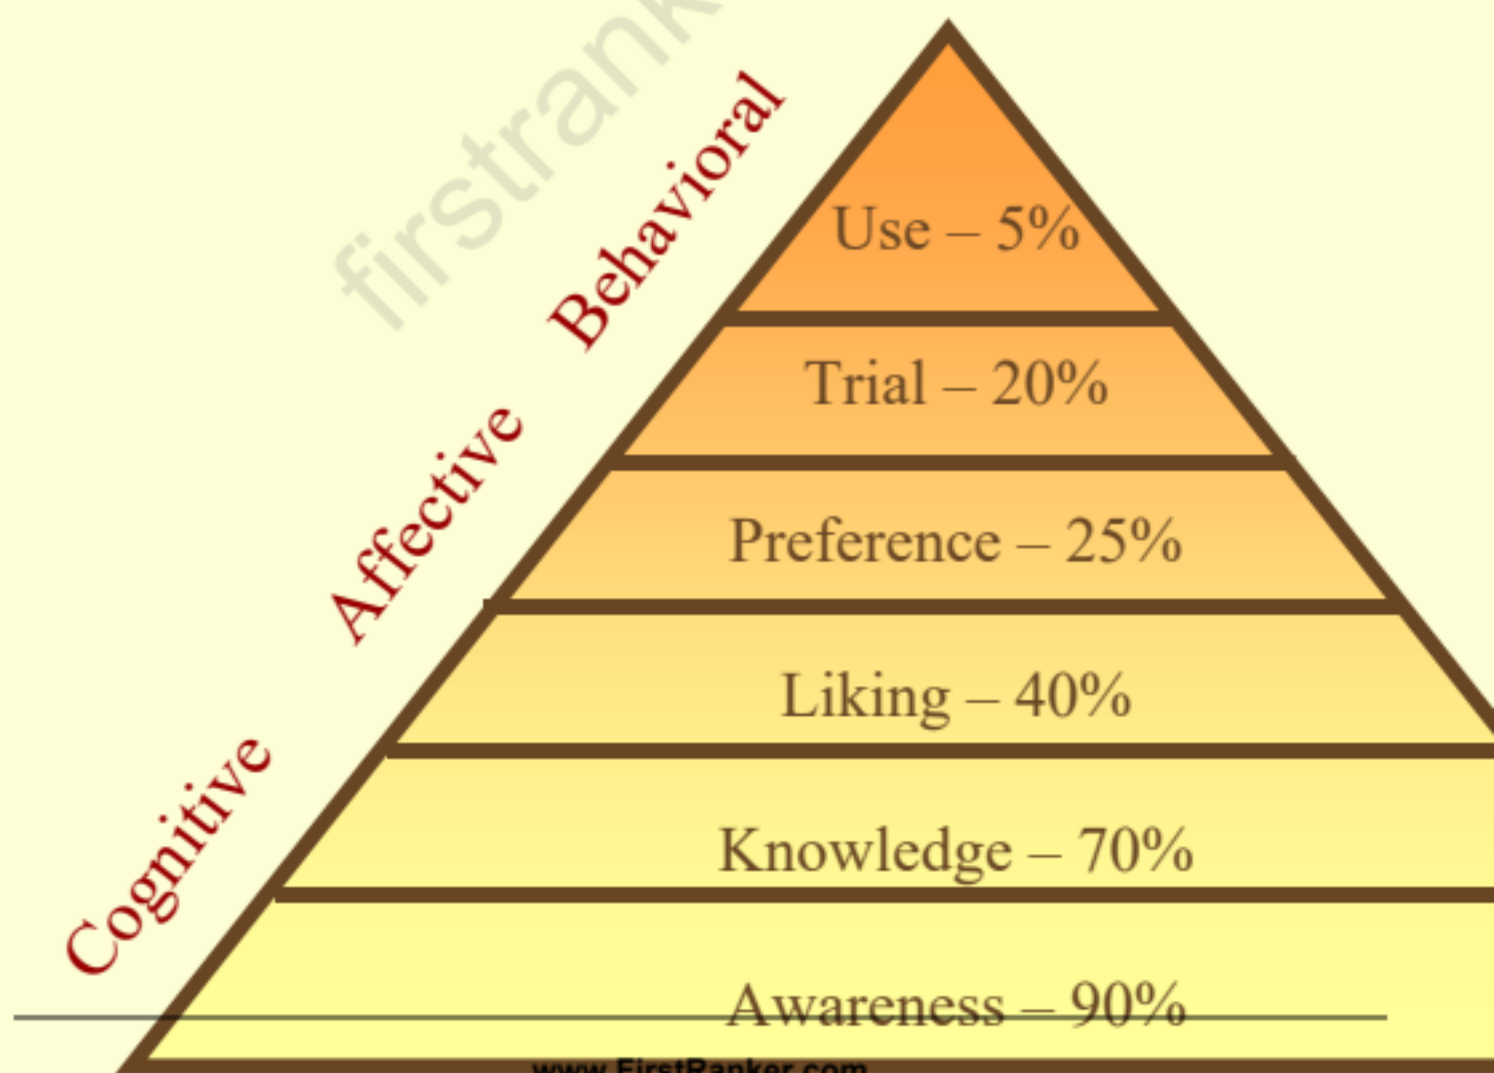 firstrank
Behavioral
Use – 5%
Trial – 20%
Affective
Preference – 25%
Liking – 40%
Cognitive
Knowledge – 70%
Awareness – 90%
www.FirstRanker.com